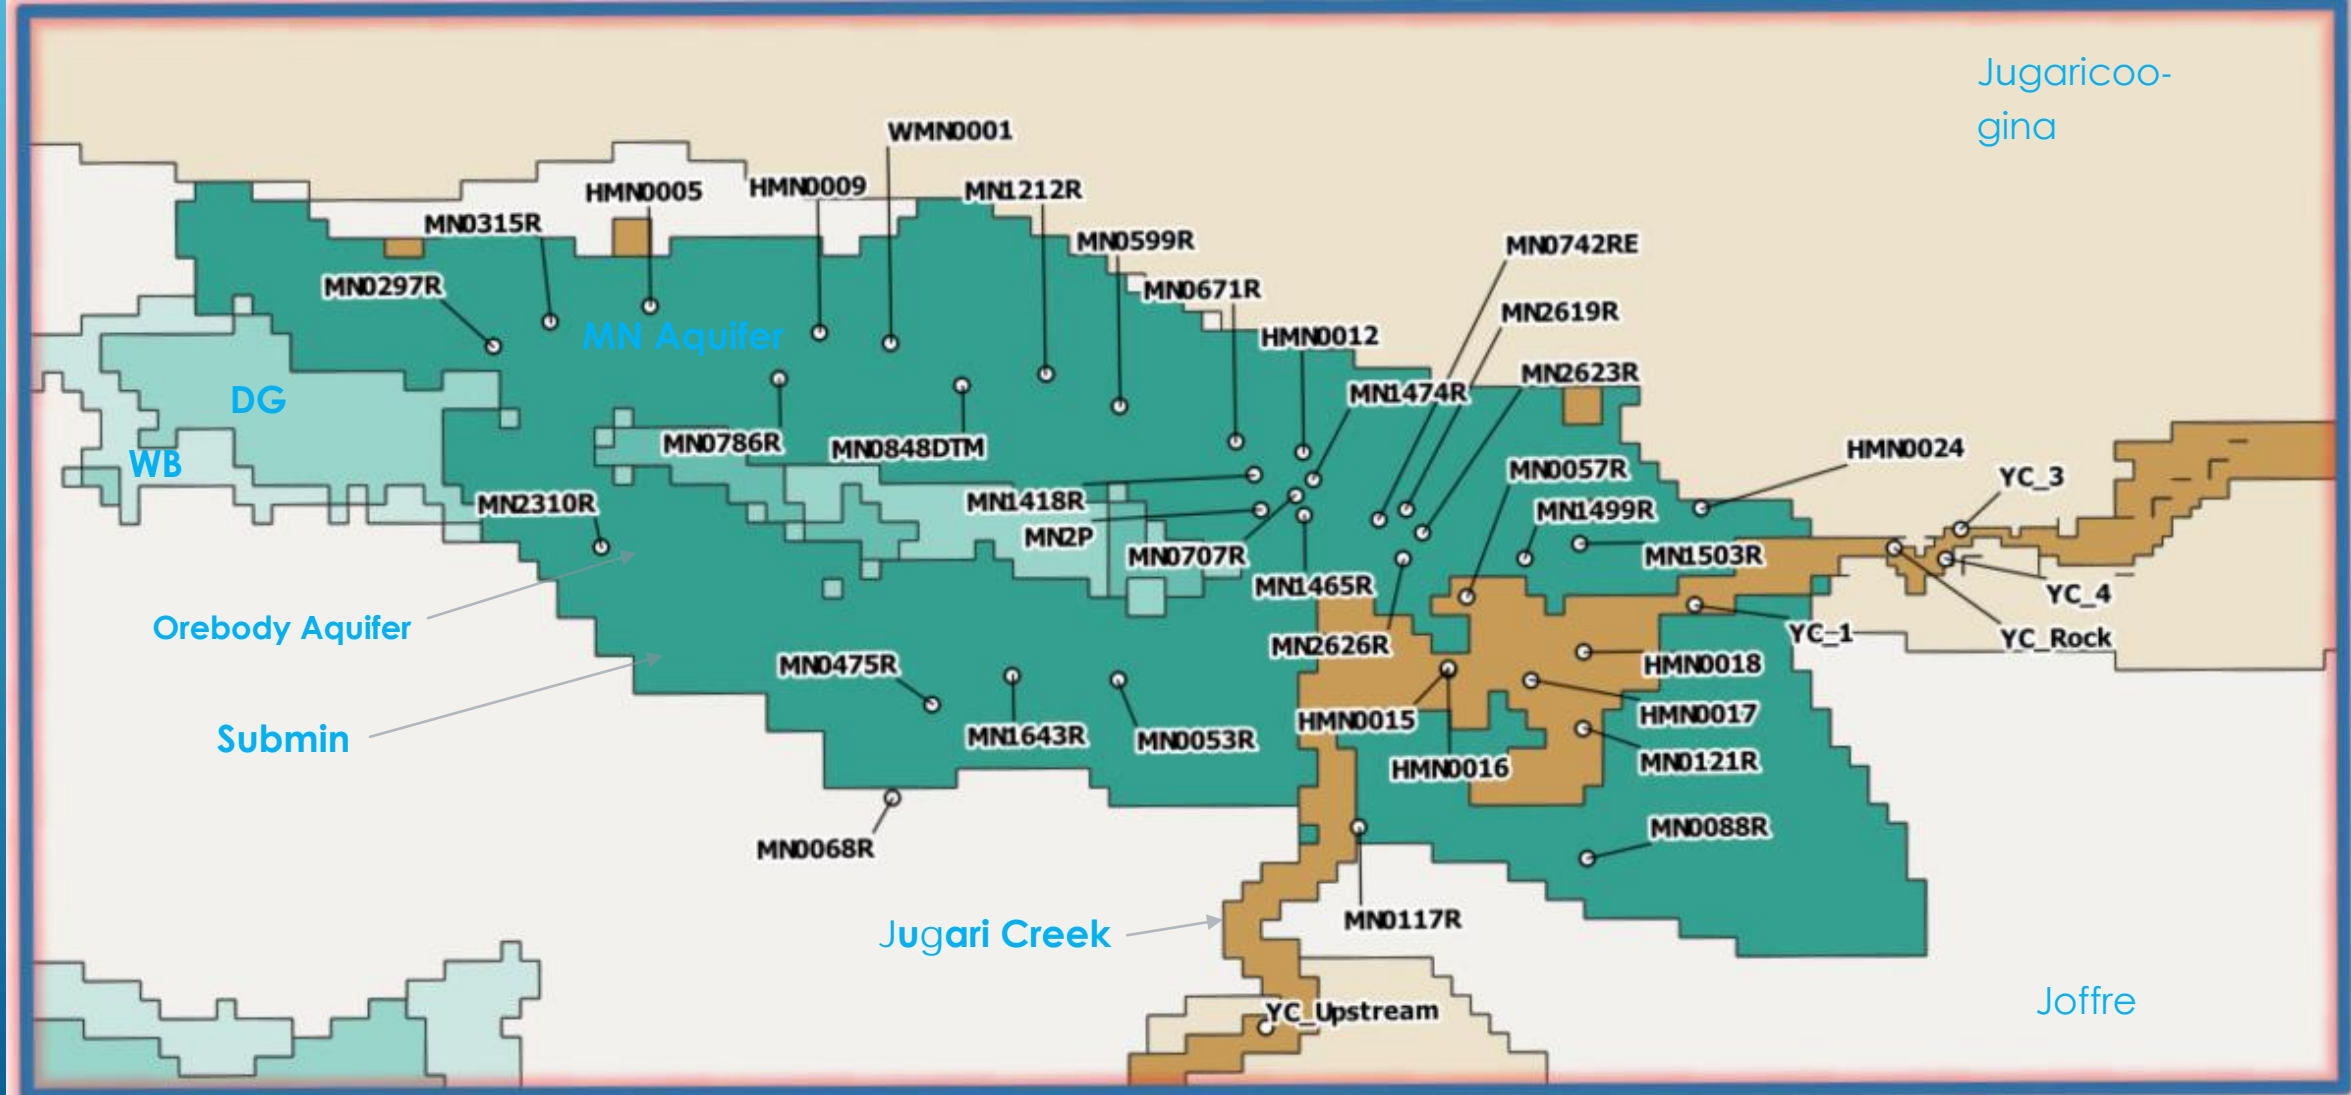 Jugaricoo-
gina
WMN0001
HMN0005
HMN0009
MN1212R
MN0315R
MN0599R
MN0742RE
MN0297R
MN0671R
MN2619R
MN Aquifer
HMN0012
MN2623R
MN1474R
DG
MN0786R
MN0848DTM
HMN0024
WB
MN0057R
YC_3
MN2310R
MN1418R
MN1499R
MN2P
MN0707R
MN1503R
MN1465R
YC_4
Orebody Aquifer
YC_1
YC_Rock
MN2626R
MN0475R
HMN0018
HMN0015
HMN0017
Submin
MN1643R
MN0053R
HMN0016
MN0121R
MN0068R
MN0088R
MN0117R
Jugari Creek
Joffre
YC_Upstream